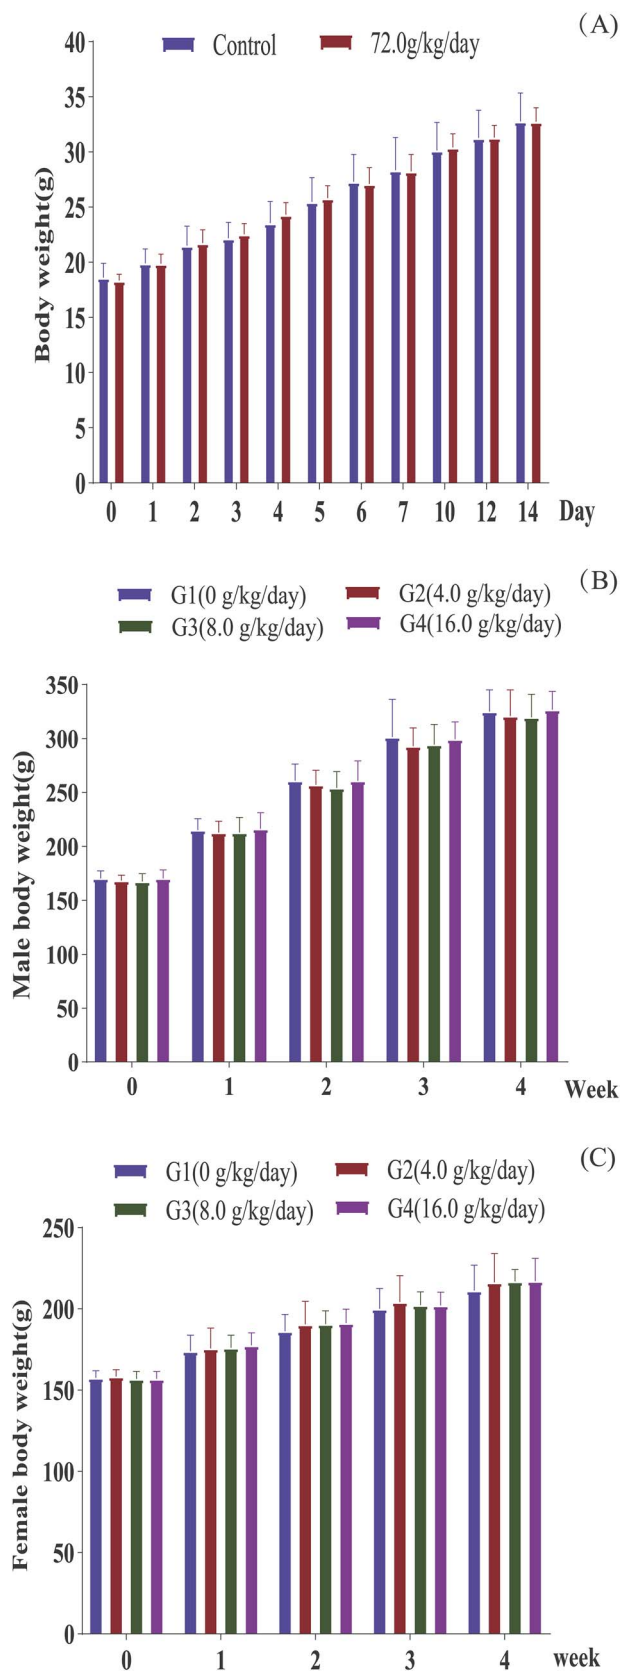 (A)
Control 72.0g/kg/day
Body weight(g)
40
35
30
25
20
15
10
5
0
0 1 2 3 4 5 6 7 10 12 14 Day
(B)
G1(0 g/kg/day) G2(4.0 g/kg/day)
G3(8.0 g/kg/day) G4(16.0 g/kg/day)
Male body weight(g)
350
300
250
200
150
100
50
0
0 1 2 3 4 Week
(C)
G1(0 g/kg/day) G2(4.0 g/kg/day)
G3(8.0 g/kg/day) G4(16.0 g/kg/day)
Female body weight(g)
250
200
150
100
50
0
0 1 2 3 4 week